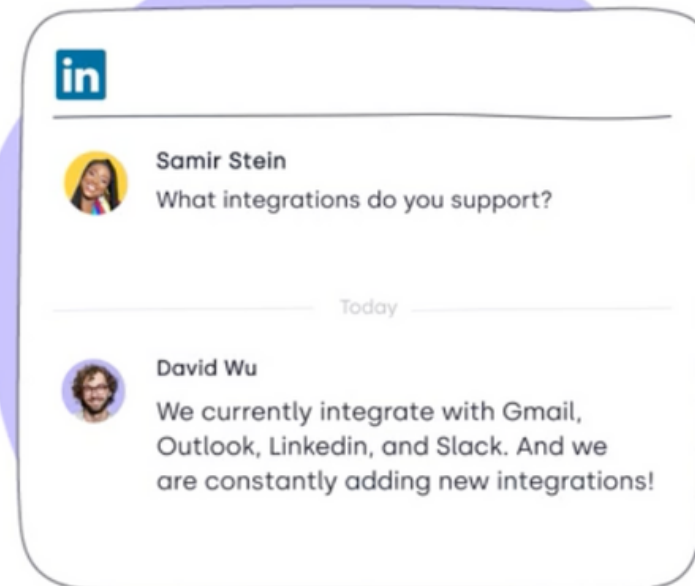 in
Samir Stein
What integrations do you support?
Today
David Wu
We currently integrate with Gmail,
Outlook, Linkedin, and Slack. And we
are constantly adding new integrations!